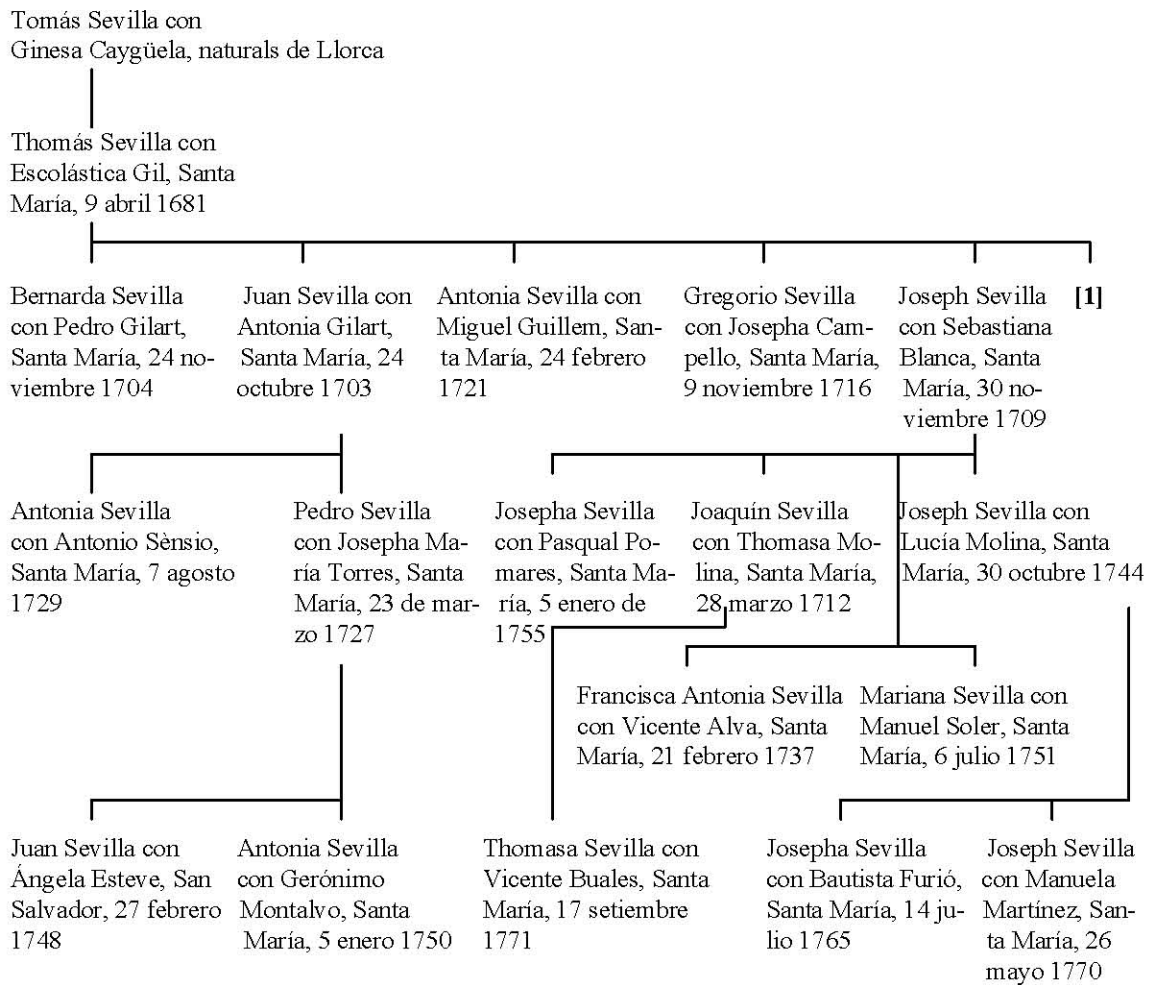 Tomás Sevilla con
Ginesa Caygüela, naturals de Llorca
Thomás Sevilla con
Escolástica Gil, Santa
María, 9 abril 1681
Bernarda Sevilla
con Pedro Gilart,
Santa María, 24 no-
viembre 1704
Juan Sevilla con
Antonia Gilart,
Santa María, 24
octubre 1703
Antonia Sevilla con
Miguel Guillem, San-
ta María, 24 febrero
1721
Gregorio Sevilla
con Josepha Cam-
pello, Santa María,
9 noviembre 1716
Joseph Sevilla
con Sebastiana
Blanca, Santa
María, 30 no-
viembre 1709
[1]
Antonia Sevilla
con Antonio Sènsio,
Santa María, 7 agosto
1729
Pedro Sevilla
con Josepha Ma-
ría Torres, Santa
María, 23 de mar-
zo 1727
Josepha Sevilla
con Pasqual Po-
mares, Santa Ma-
ría, 5 enero de
1755
Joaquín Sevilla
con Thomasa Mo-
lina, Santa María,
28 marzo 1712
Joseph Sevilla con
Lucía Molina, Santa
María, 30 octubre 1744
Francisca Antonia Sevilla
con Vicente Alva, Santa
María, 21 febrero 1737
Mariana Sevilla con
Manuel Soler, Santa
María, 6 julio 1751
Juan Sevilla con
Ángela Esteve, San
Salvador, 27 febrero
1748
Antonia Sevilla
con Gerónimo
Montalvo, Santa
María, 5 enero 1750
Thomasa Sevilla con
Vicente Buales, Santa
María, 17 setiembre
1771
Josepha Sevilla
con Bautista Furió,
Santa María, 14 ju-
lio 1765
Joseph Sevilla
con Manuela
Martínez, San-
ta María, 26
mayo 1770